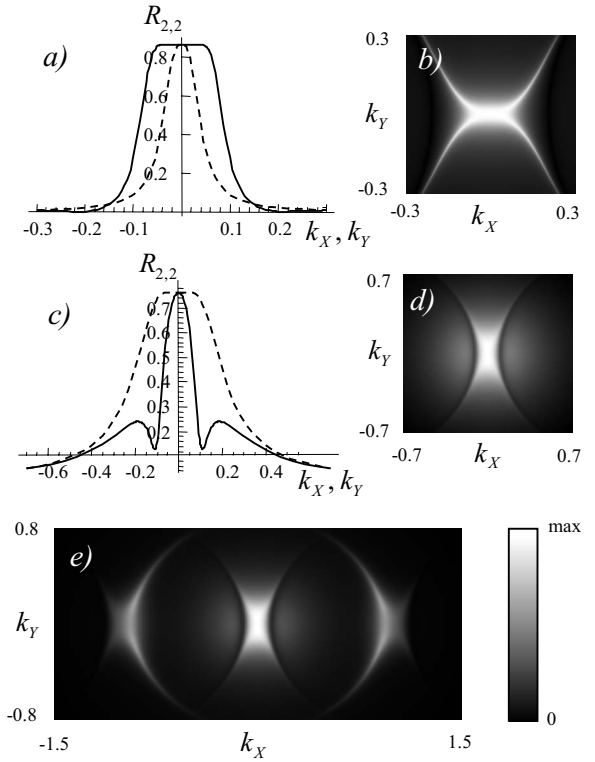 R2,2
a)
0.8
0.6
0.4
0.2
-0.3 -0.2 -0.1 0.1 0.2
kX, kY
b)
0.3
kY
-0.3
-0.3 0.3
kX
R2,2
c)
0.7
0.6
0.5
0.4
0.3
0.2
-0.6 -0.4 -0.2 0 0.2 0.4
kX, kY
d)
0.7
kY
-0.7
-0.7 0.7
kX
e)
0.8
kY
-0.8
-1.5 1.5
kX
max
0